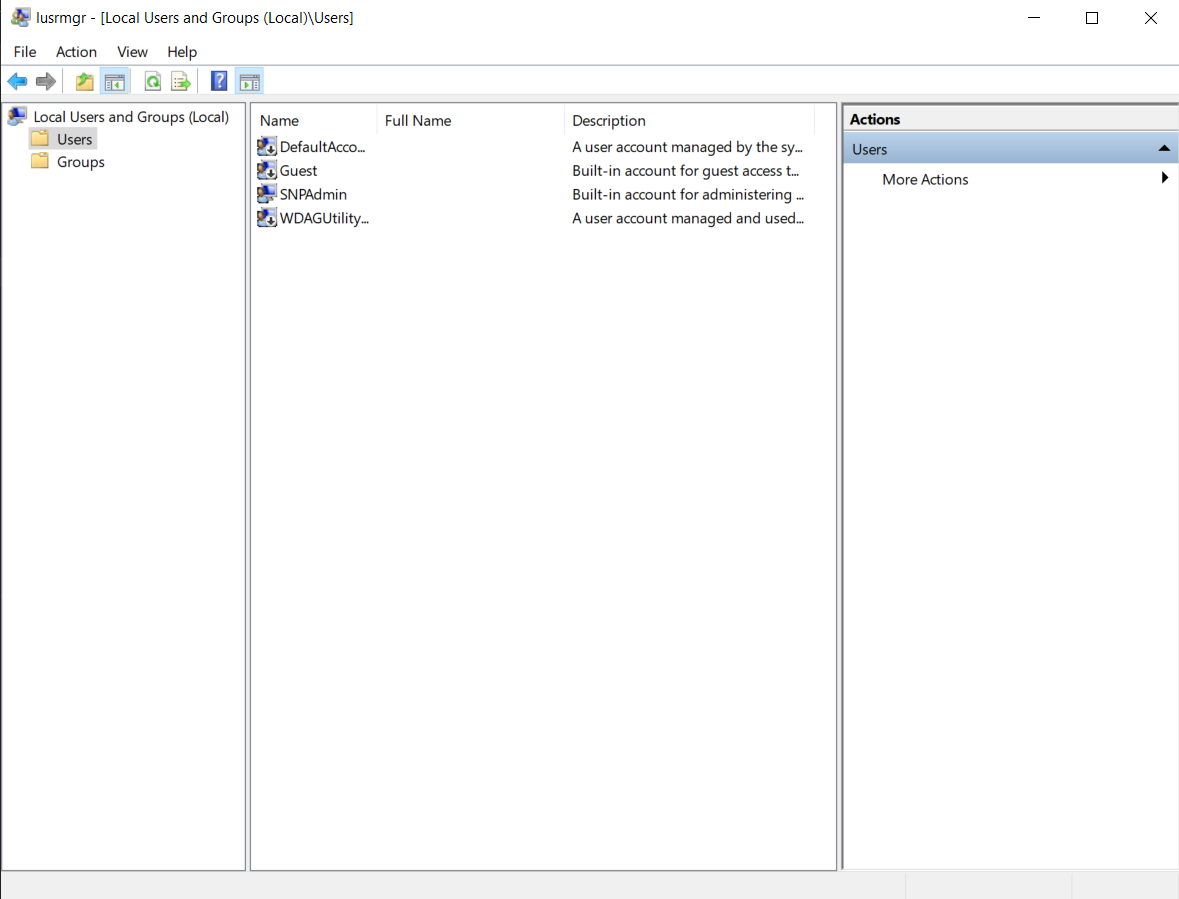 lusrmgr - [Local Users and Groups (Local)\Users]
File Action View Help
Local Users and Groups (Local)
Users
Groups
Name Full Name Description
DefaultAcco... A user account managed by the sy...
Guest Built-in account for guest access t...
SNPAdmin Built-in account for administering ...
WDAGUtility... A user account managed and used...
Actions
Users
More Actions